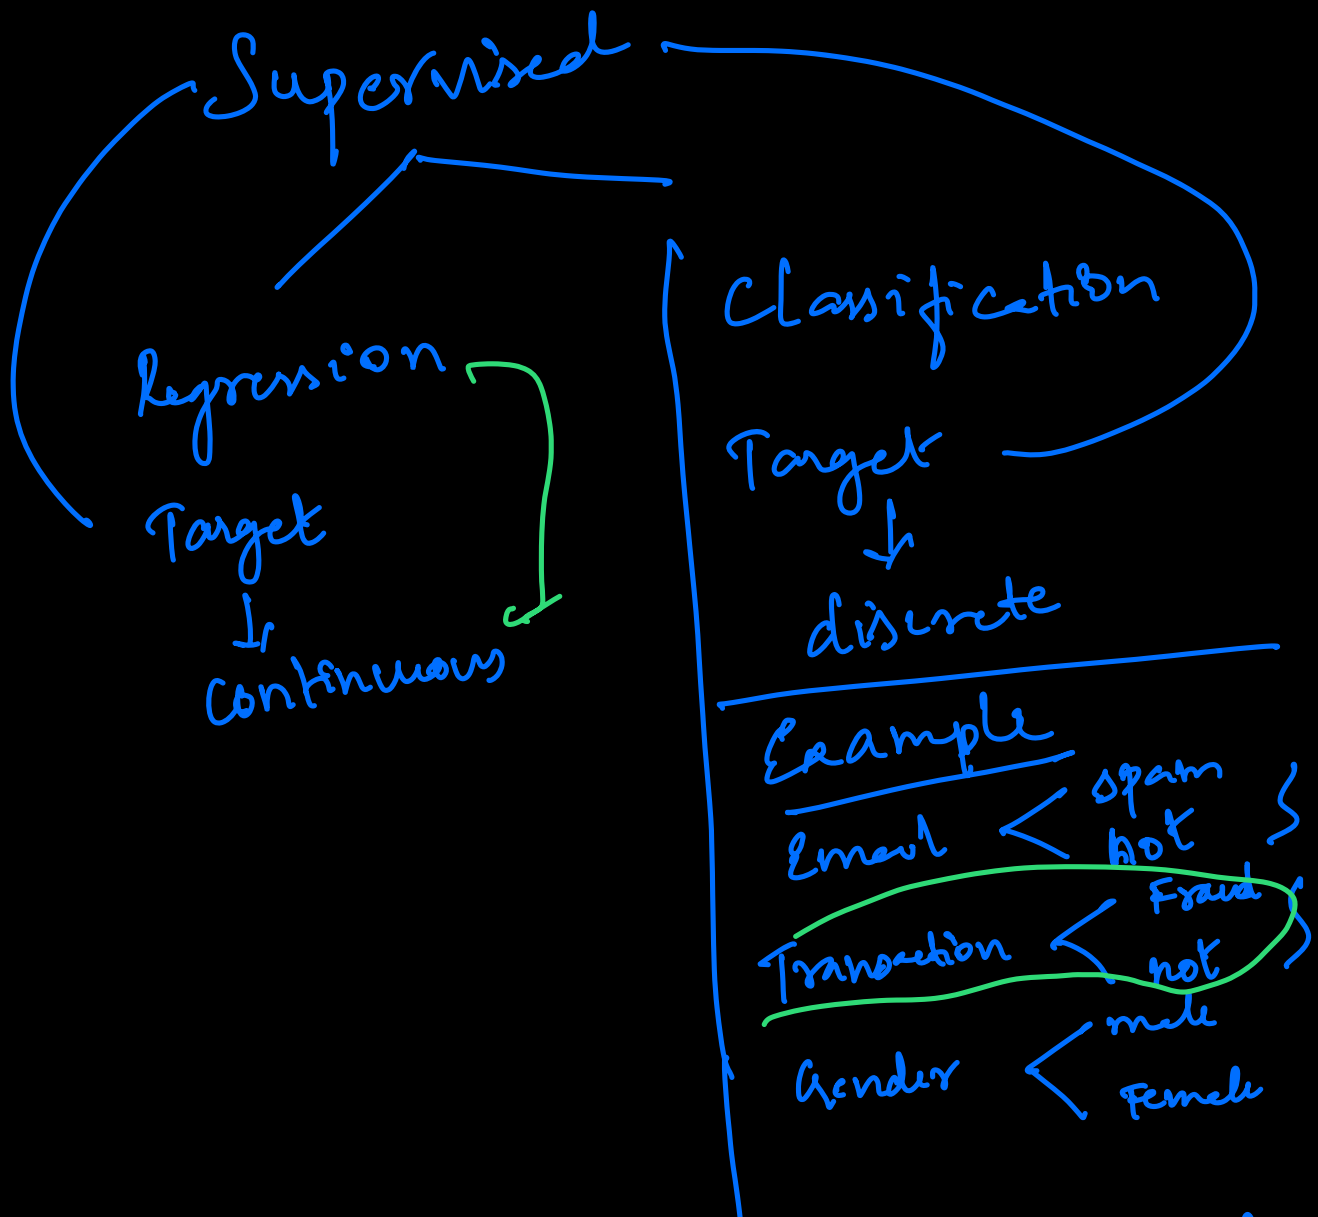 Supervised
Regression
Target
continuous
Classification
Target
discrete
Example
Email
spam
not
Transaction
Fraud
not
Gender
male
Female